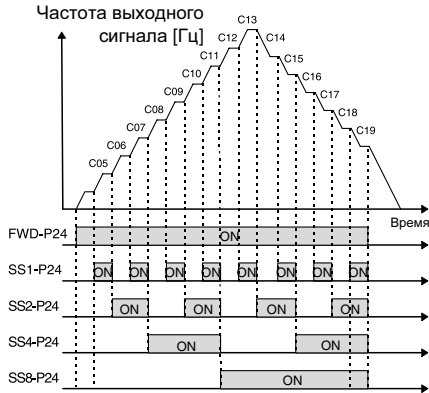 Частота выходного
сигнала [Гц]
C13
C12
C14
C11
C15
C10
C16
C09
C17
C08
C18
C07
C19
C06
C05
Время
FWD-P24
ON
SS1-P24
ON ON ON ON ON ON ON ON
SS2-P24
ON ON ON ON
SS4-P24
ON ON
SS8-P24
ON